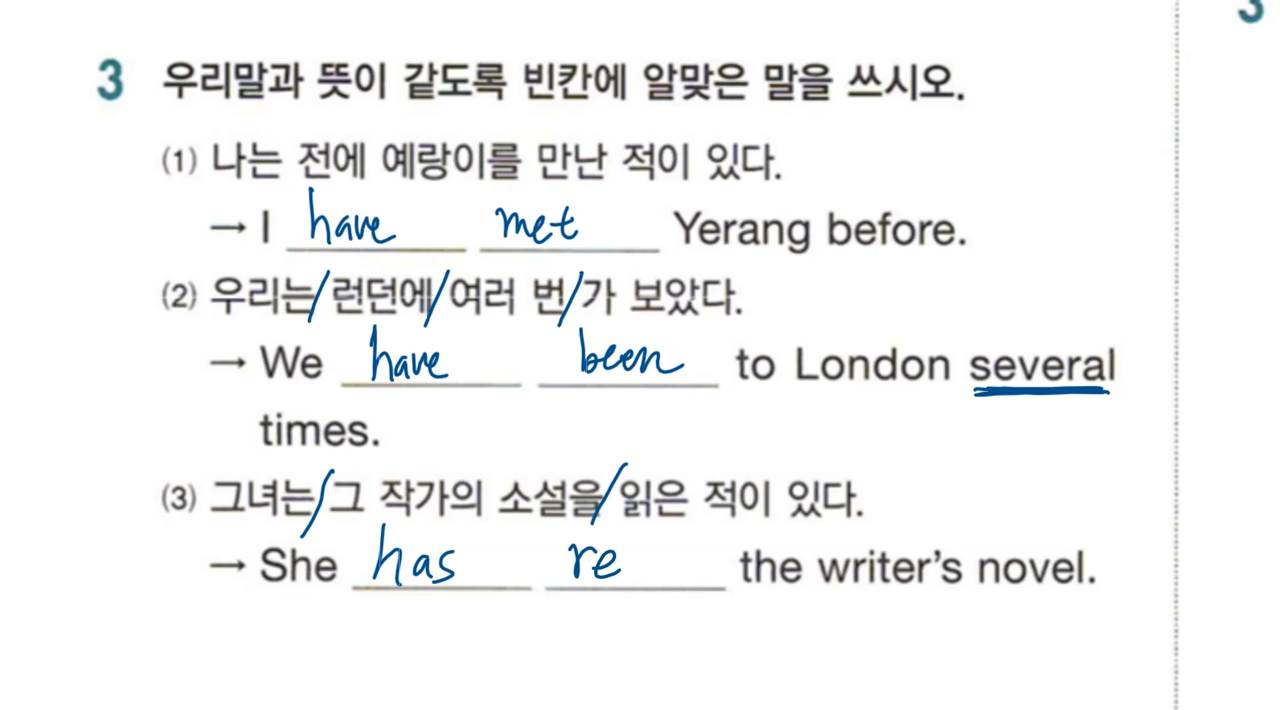 3
3 우리말과 뜻이 같도록 빈칸에 알맞은 말을 쓰시오.
(1) 나는 전에 예랑이를 만난 적이 있다.
→ I have met Yerang before.
(2) 우리는/런던에/여러 번/가 보았다.
→ We have been to London several
times.
(3) 그녀는/그 작가의 소설을/읽은 적이 있다.
→ She has re the writer's novel.